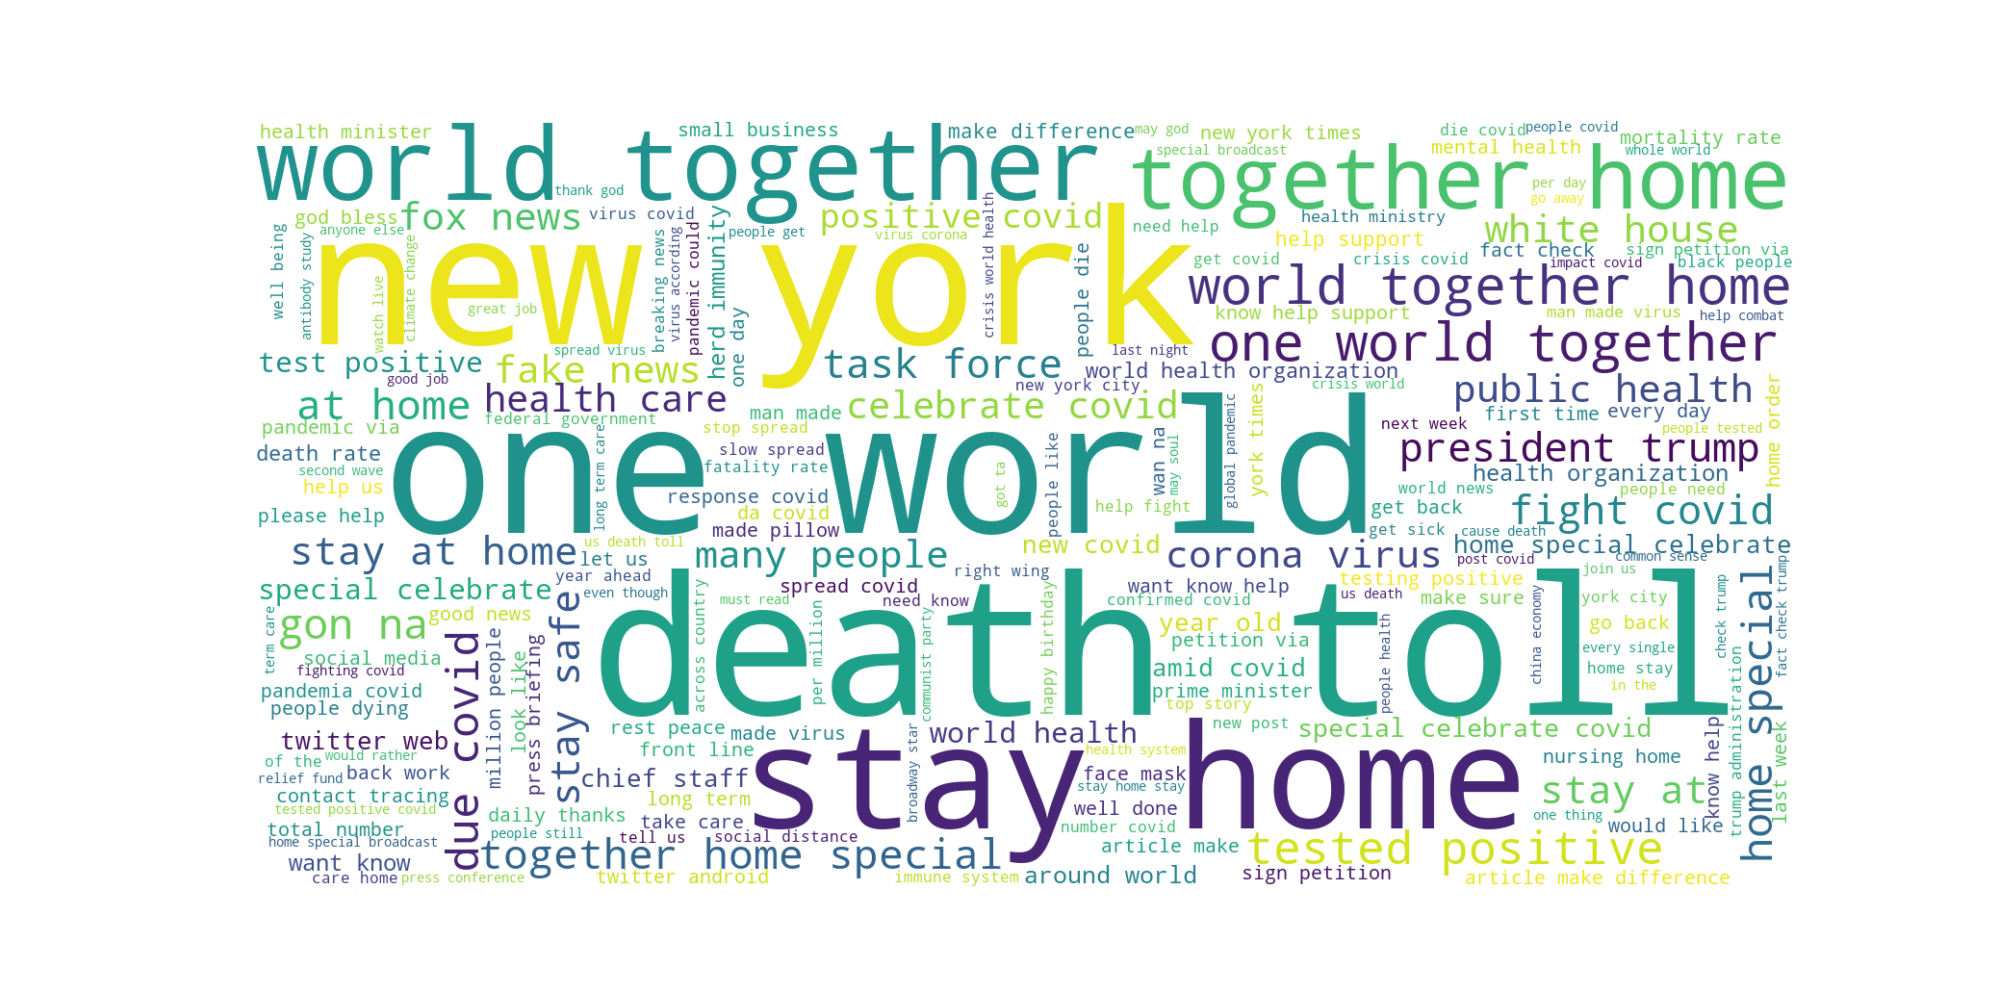 health minister
world together
small business
make difference
may god
new york times
die covid
people covid
mortality rate
special broadcast
mental health
whole world
together home
thank god
per day
go away
god bless
fox news
virus covid
herd immunity
positive covid
crisis world health
need help
health ministry
white house
anyone else
people get
virus corona
help support
fact check
sign petition via
well being
antibody study
climate change
new york
breaking news
virus according
pandemic could
people die
get covid
crisis covid
impact covid
black people
world together home
watch live
great job
know help support
man made virus
help combat
one day
one world together
test positive
spread virus
fake news
task force
last night
world health organization
good job
new york city
crisis world
public health
home order
at home
health care
man made
celebrate covid
global pandemic
york times
first time
every day
pandemic via
federal government
stop spread
next week
people tested
death rate
long term care
one world
slow spread
people like
wan na
may soul
president trump
second wave
fatality rate
got ta
health organization
help us
response covid
world news
people need
please help
da covid
help fight
get back
fight covid
made pillow
get sick
cause death
stay at home
us death toll
let us
many people
new covid
corona virus
home special celebrate
post covid
common sense
year ahead
right wing
join us
special celebrate
even though
spread covid
want know help
testing positive
stay safe
must read
need know
confirmed covid
us death
make sure
york city
fact check trump
check trump
term care
gon na
good news
across country
per million
communist party
happy birthday
year old
go back
home special
due covid
death toll
petition via
china economy
people health
every single
social media
million people
look like
press briefing
fighting covid
amid covid
home stay
pandemia covid
prime minister
in the
people dying
top story
rest peace
made virus
world health
new post
special celebrate covid
know help
trump administration
last week
twitter web
front line
broadway star
stay home
health system
nursing home
of the
would rather
relief fund
back work
chief staff
face mask
contact tracing
stay home stay
stay at
tested positive covid
long term
well done
daily thanks
take care
one thing
total number
people still
tell us
social distance
number covid
would like
home special broadcast
article make
want know
together home special
tested positive
care home
press conference
twitter android
immune system
around world
sign petition
article make difference